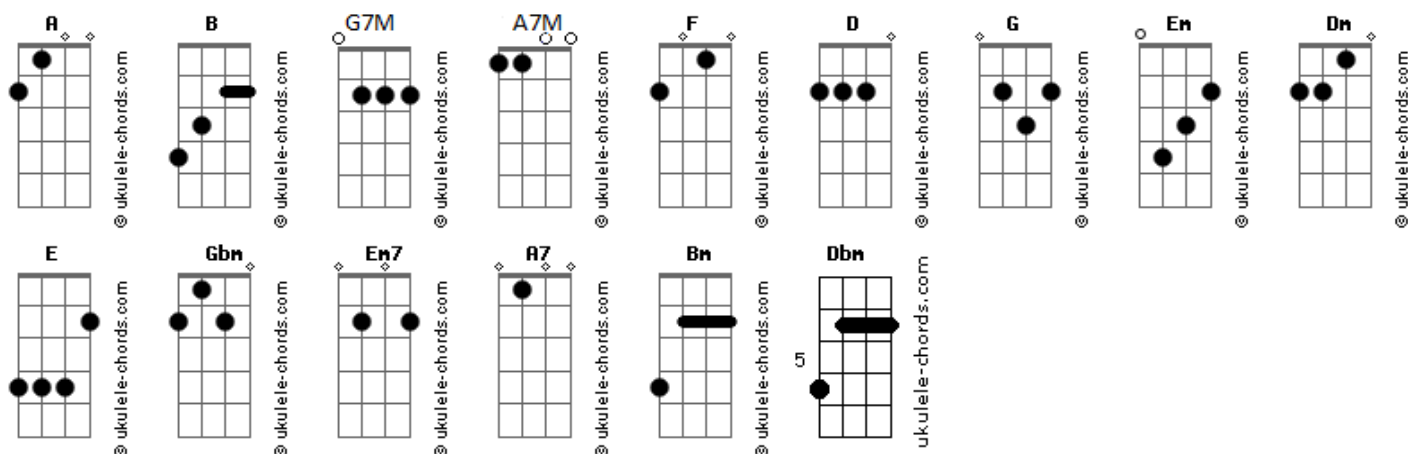 A B G7M A7M F D G Em Dm
© ukulele-chords.com © ukulele-chords.com © ukulele-chords.com © ukulele-chords.com © ukulele-chords.com © ukulele-chords.com © ukulele-chords.com © ukulele-chords.com © ukulele-chords.com
E Gbm Em7 A7 Bm Dbm
5
© ukulele-chords.com © ukulele-chords.com © ukulele-chords.com © ukulele-chords.com © ukulele-chords.com ukulele-chords.com